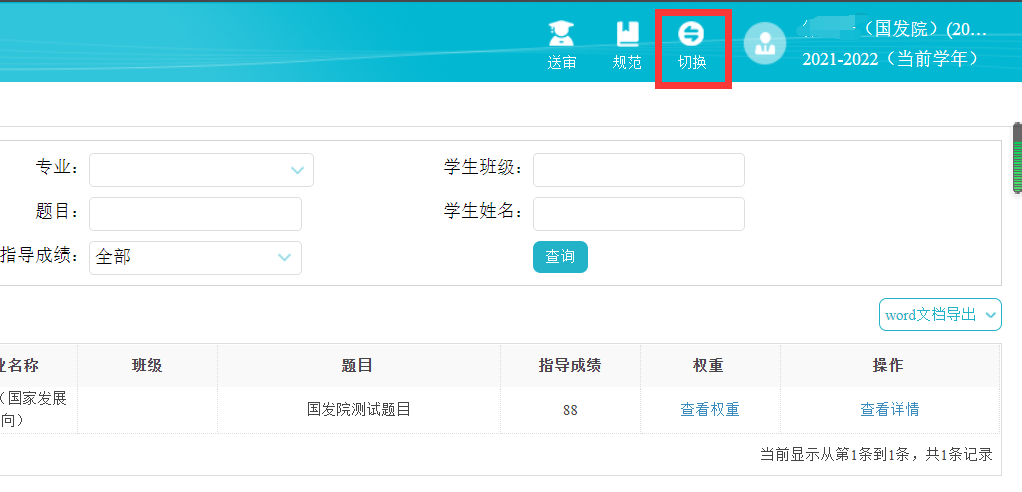 送审 规范 切换
（国发院）(20...
2021-2022（当前学年）
专业： 学生班级：
题目： 学生姓名：
指导成绩： 全部 查询
word文档导出
业名称 班级 题目 指导成绩 权重 操作
（国家发展
向） 国发院测试题目 88 查看权重 查看详情
当前显示从第1条到1条，共1条记录